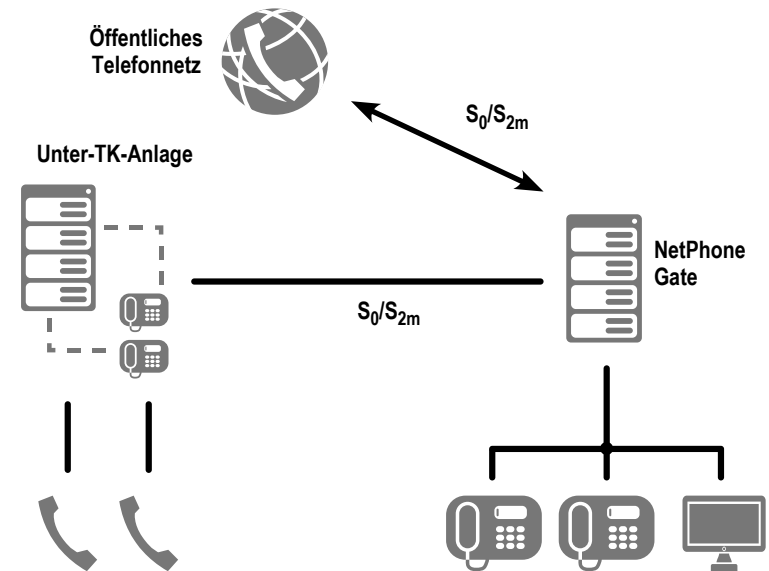 Öffentliches
Telefonnetz
S₀/S₂ₘ
Unter-TK-Anlage
NetPhone
Gate
S₀/S₂ₘ